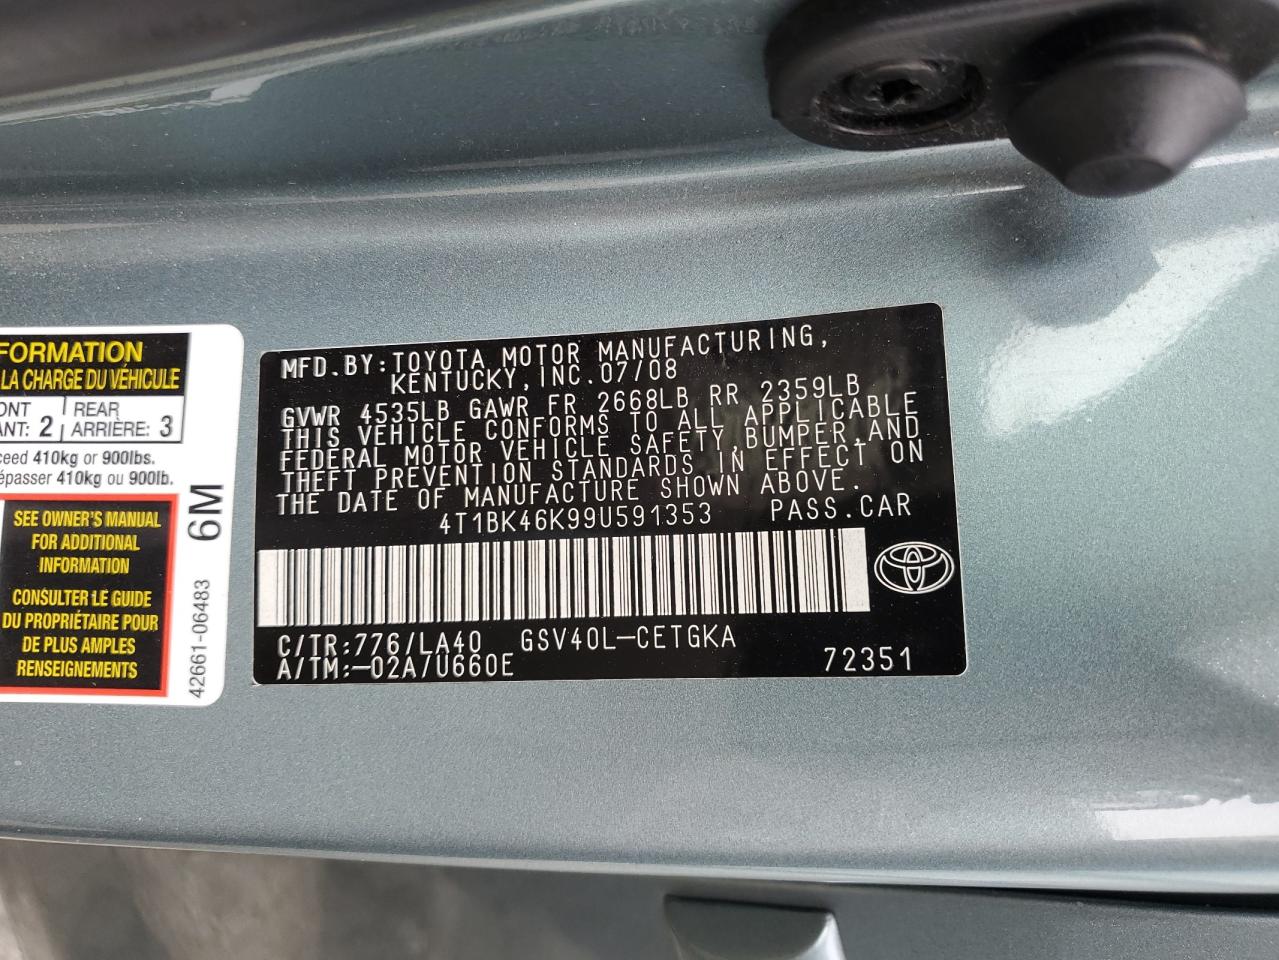 FORMATION
LA CHARGE DU VÉHICULE
ONT
ANT: 2
REAR
ARRIÈRE: 3
ceed 410kg or 900lbs.
épasser 410kg ou 900lb.
SEE OWNER'S MANUAL
FOR ADDITIONAL
INFORMATION
CONSULTER LE GUIDE
DU PROPRIÉTAIRE POUR
DE PLUS AMPLES
RENSEIGNEMENTS
42661-06483
6M
MFD.BY:TOYOTA MOTOR MANUFACTURING,
KENTUCKY,INC.07/08
GVWR 4535LB GAWR FR 2668LB RR 2359LB
THIS VEHICLE CONFORMS TO ALL APPLICABLE
FEDERAL MOTOR VEHICLE SAFETY,BUMPER,AND
THEFT PREVENTION STANDARDS IN EFFECT ON
THE DATE OF MANUFACTURE SHOWN ABOVE.
4T1BK46K99U591353 PASS.CAR
C/TR:776/LA40 GSV40L-CETGKA
A/TM:-02A/U660E 72351